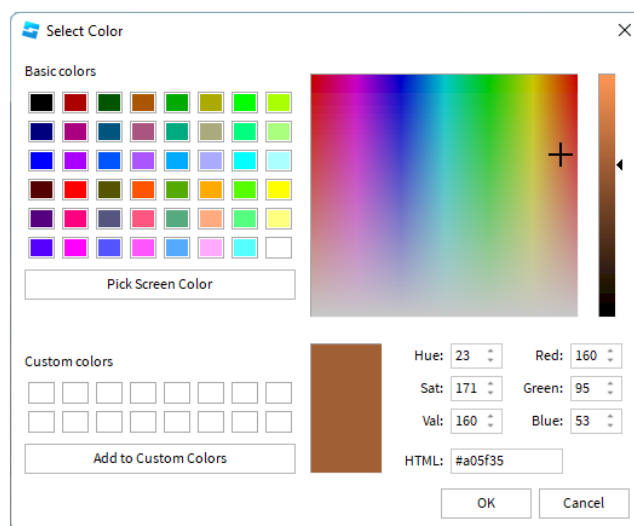 Select Color
Basic colors
Pick Screen Color
Custom colors
Add to Custom Colors
Hue: 23 Red: 160
Sat: 171 Green: 95
Val: 160 Blue: 53
HTML: #a05f35
OK Cancel